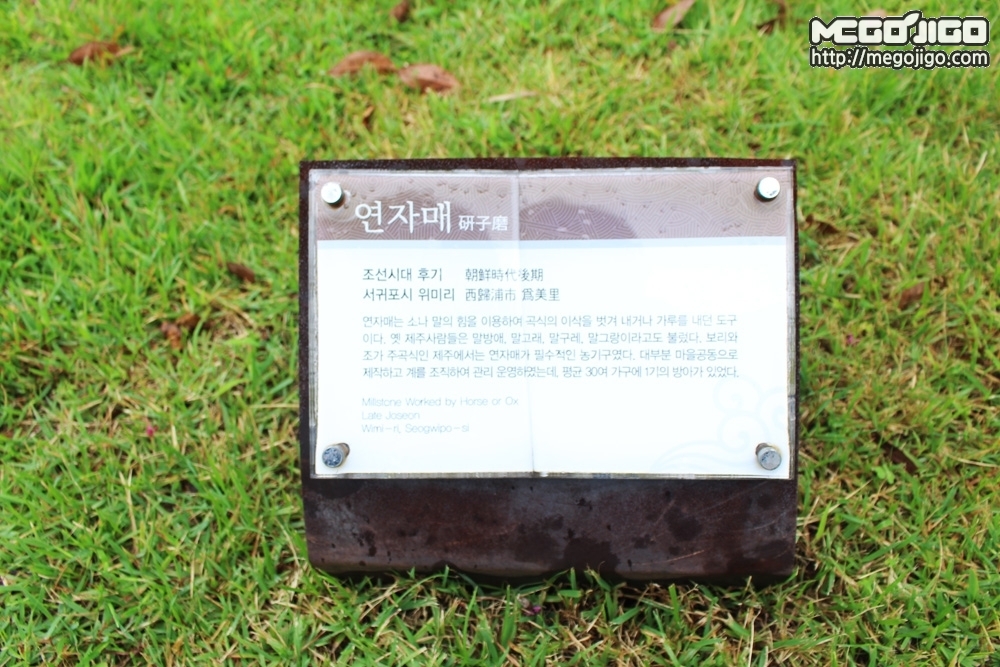 MEGOJIGO
http://megojigo.com
연자매 硏子磨
조선시대 후기 朝鮮時代後期
서귀포시 위미리 西歸浦市 爲美里
연자매는 소나 말의 힘을 이용하여 곡식의 이삭을 벗겨 내거나 가루를 내던 도구
이다. 옛 제주사람들은 말방애, 말고래, 말구레, 말그랑이라고도 불렀다. 보리와
조가 주곡식인 제주에서는 연자매가 필수적인 농기구였다. 대부분 마을공동으로
제작하고 계를 조직하여 관리 운영하였는데, 평균 30여 가구에 1기의 방아가 있었다.
Millstone Worked by Horse or Ox
Late Joseon
Wimi-ri, Seogwipo-si